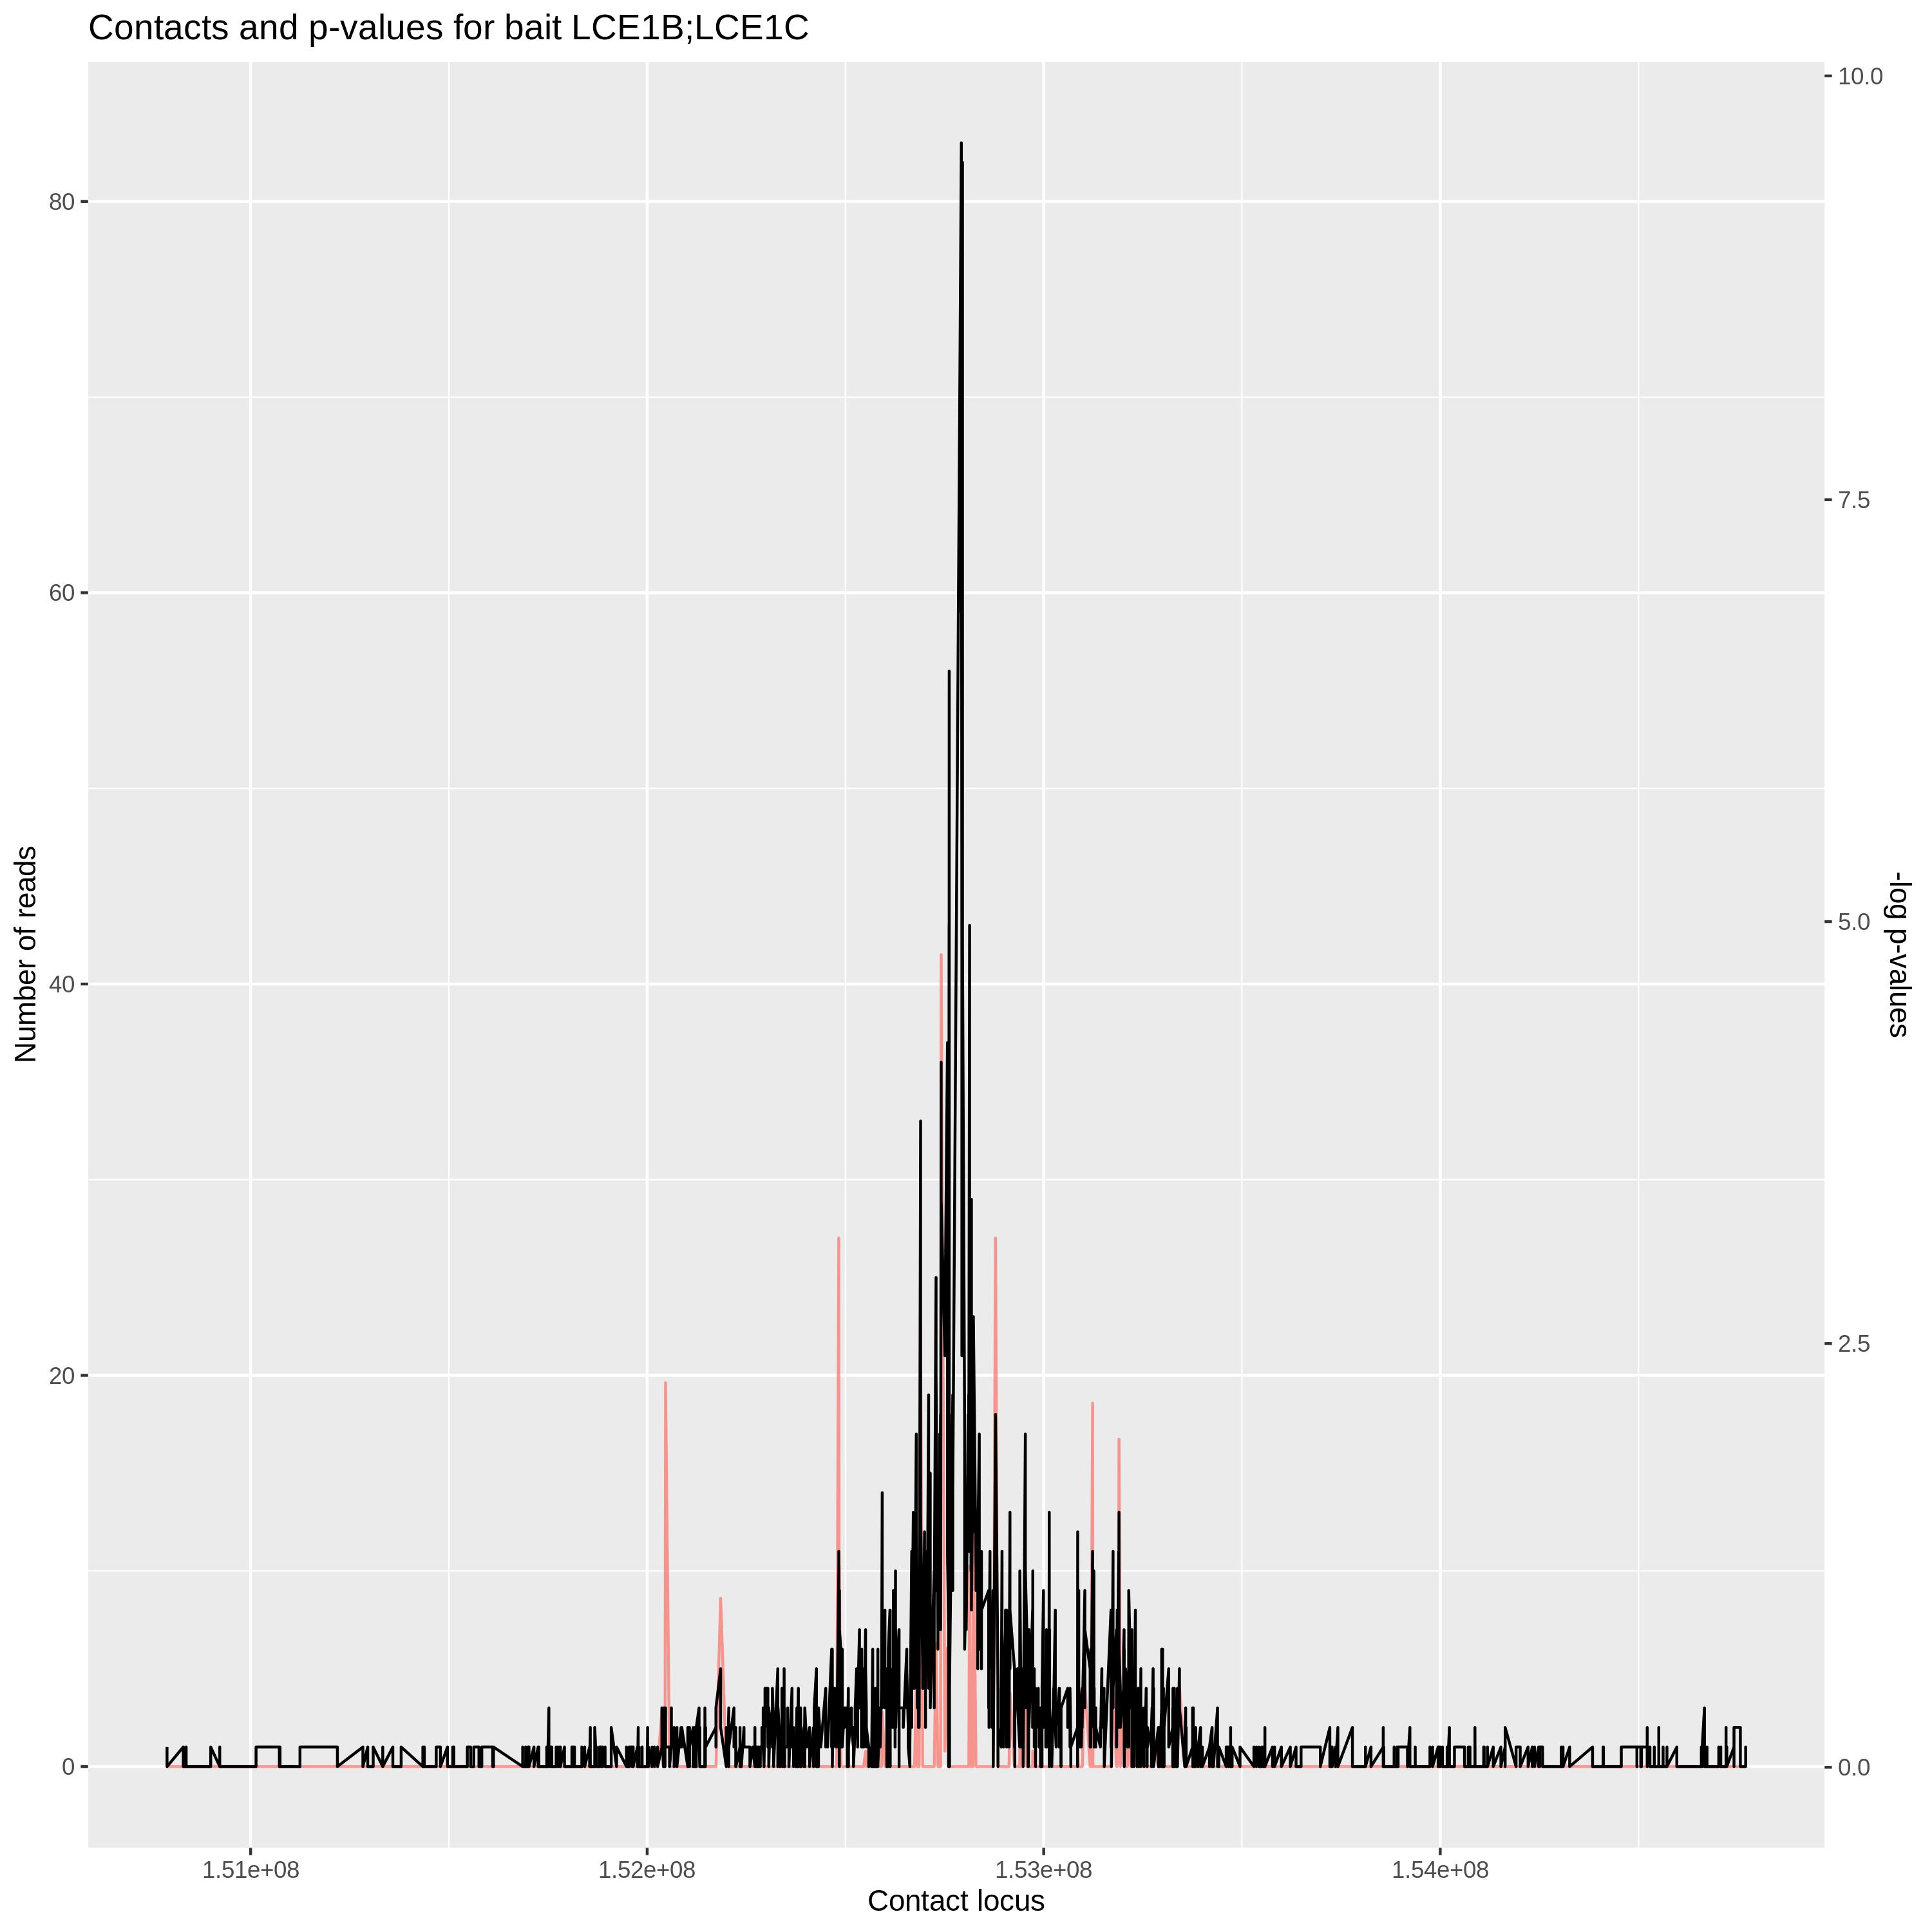 Contacts and p-values for bait LCE1B;LCE1C
10.0
80
7.5
60
Number of reads
-log p-values
5.0
40
2.5
20
0
0.0
1.51e+08
1.52e+08
1.53e+08
1.54e+08
Contact locus